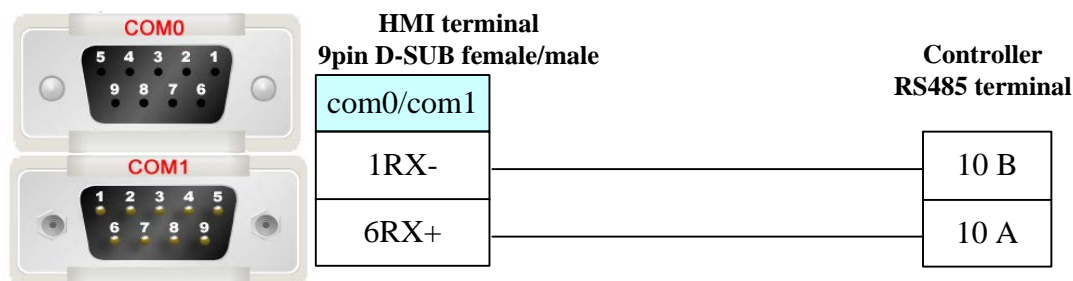 COM0
5 4 3 2 1
9 8 7 6
COM1
1 2 3 4 5
6 7 8 9
HMI terminal
9pin D-SUB female/male
com0/com1
1RX-
6RX+
Controller
RS485 terminal
10 B
10 A